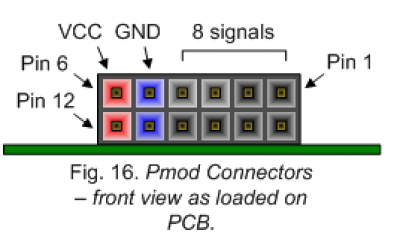 VCC GND 8 signals
Pin 6 Pin 1
Pin 12
Fig. 16. Pmod Connectors
– front view as loaded on
PCB.